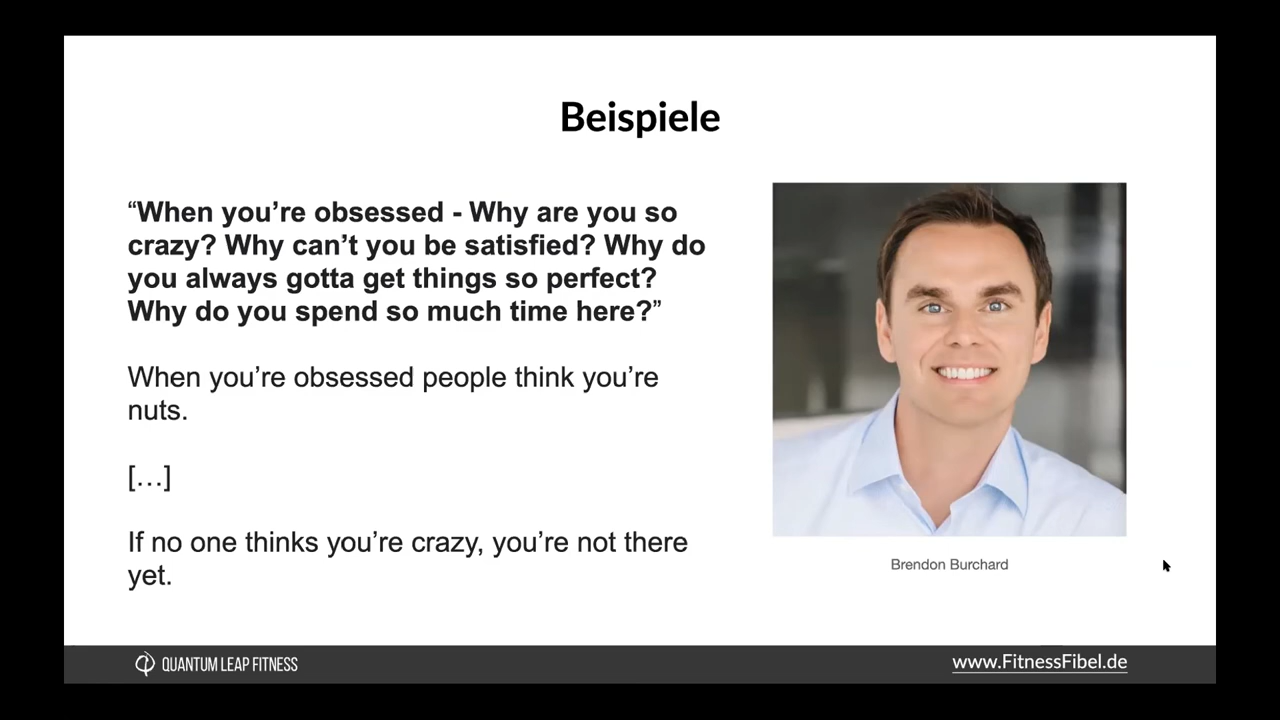 Beispiele
“When you’re obsessed - Why are you so
crazy? Why can’t you be satisfied? Why do
you always gotta get things so perfect?
Why do you spend so much time here?”
When you’re obsessed people think you’re
nuts.
[…]
If no one thinks you’re crazy, you’re not there
yet.
Brendon Burchard
QUANTUM LEAP FITNESS
www.FitnessFibel.de